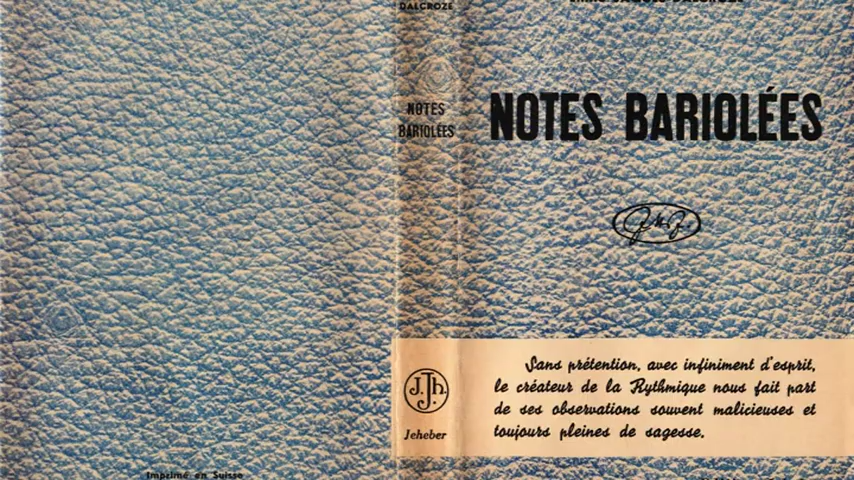 DALCROZE
NOTES
BARIOLÉES
J.Jh.
Jeheber
Imprimé en Suisse
NOTES BARIOLÉES
Sans prétention, avec infiniment d'esprit,
le créateur de la Rythmique nous fait part
de ses observations souvent malicieuses et
toujours pleines de sagesse.